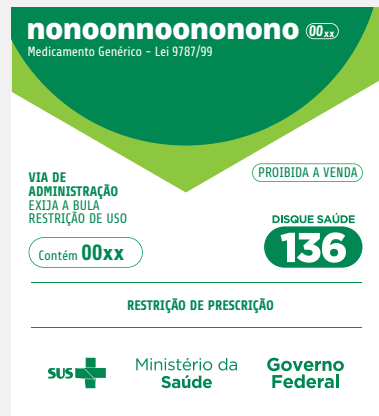 nonoonnoononono 00xx
Medicamento Genérico - Lei 9787/99
VIA DE
ADMINISTRAÇÃO
EXIJA A BULA
RESTRIÇÃO DE USO
PROIBIDA A VENDA
DISQUE SAÚDE
136
Contém 00xx
RESTRIÇÃO DE PRESCRIÇÃO
SUS
Ministério da
Saúde
Governo
Federal